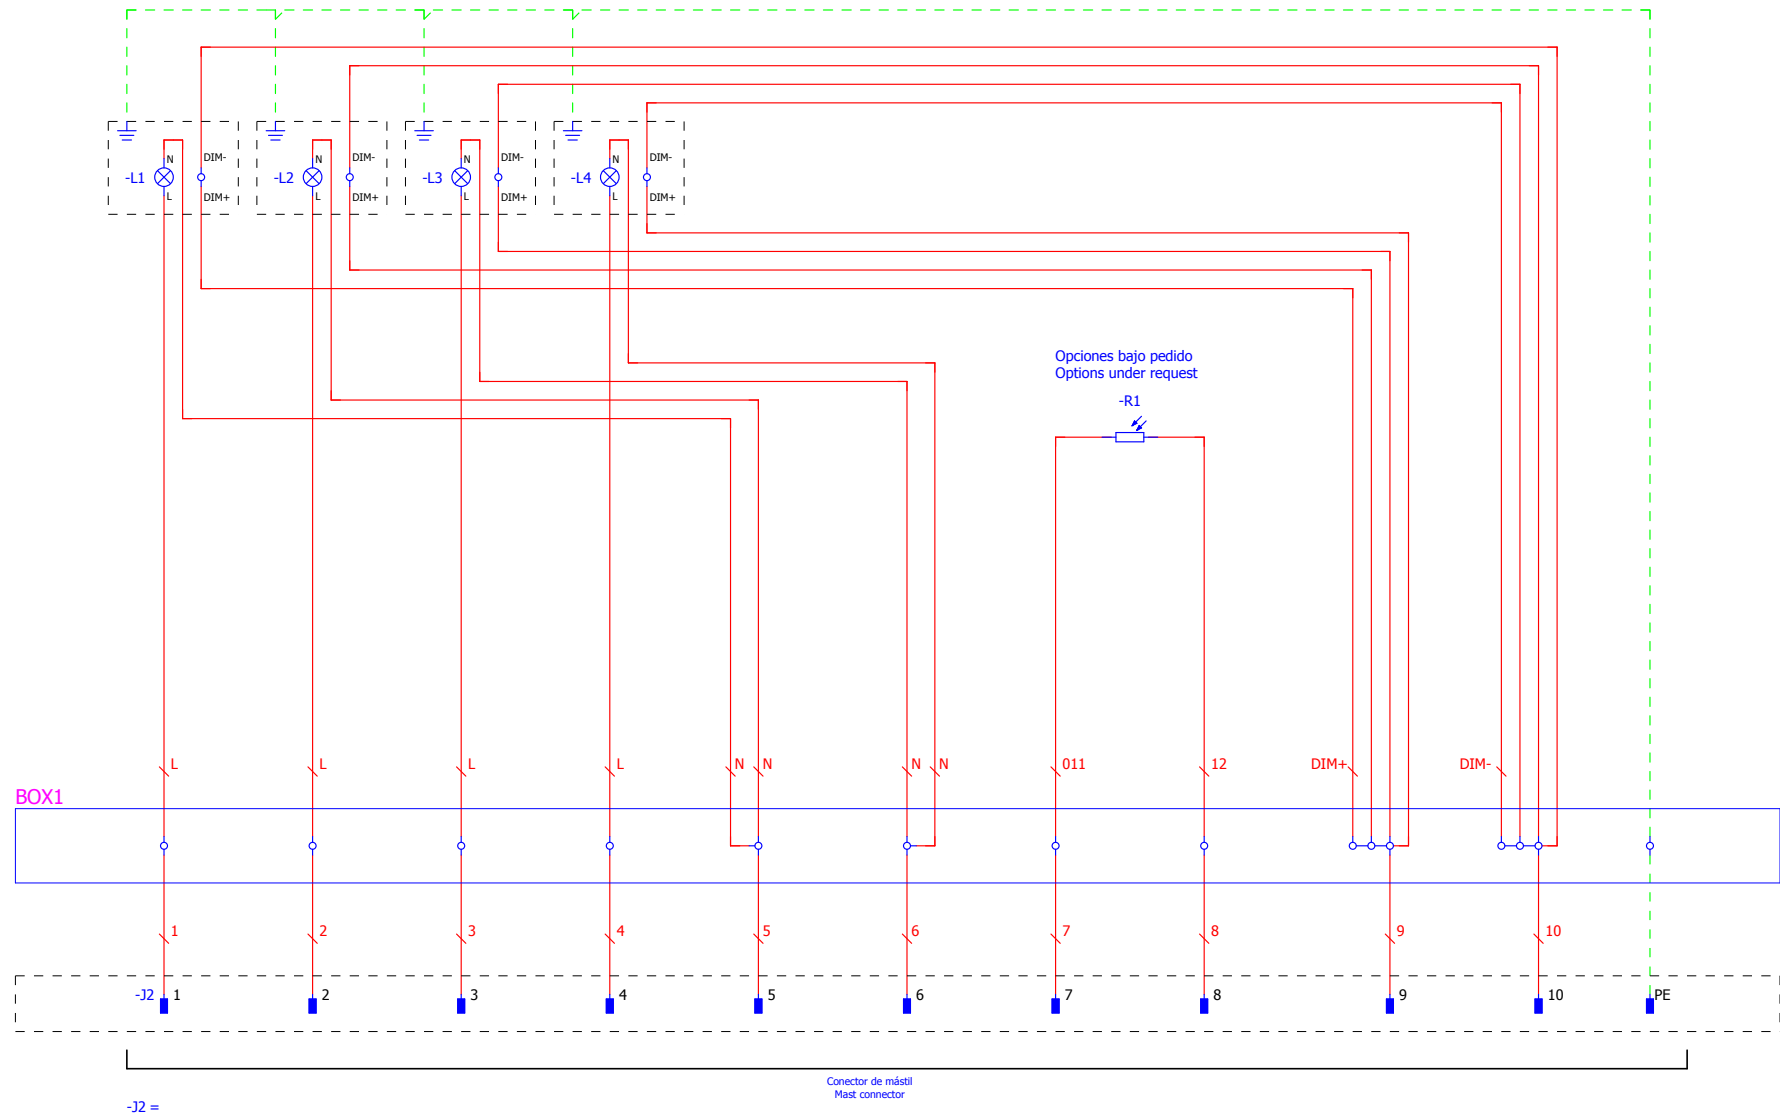 N
DIM-
N
DIM-
N
DIM-
N
DIM-
-L1
-L2
-L3
-L4
L
DIM+
L
DIM+
L
DIM+
L
DIM+
Opciones bajo pedido
Options under request
-R1
L
L
L
L
N
N
N
N
011
12
DIM+
DIM-
BOX1
1
2
3
4
5
6
7
8
9
10
-J2
1
2
3
4
5
6
7
8
9
10
PE
Conector de mástil
Mast connector
-J2 =